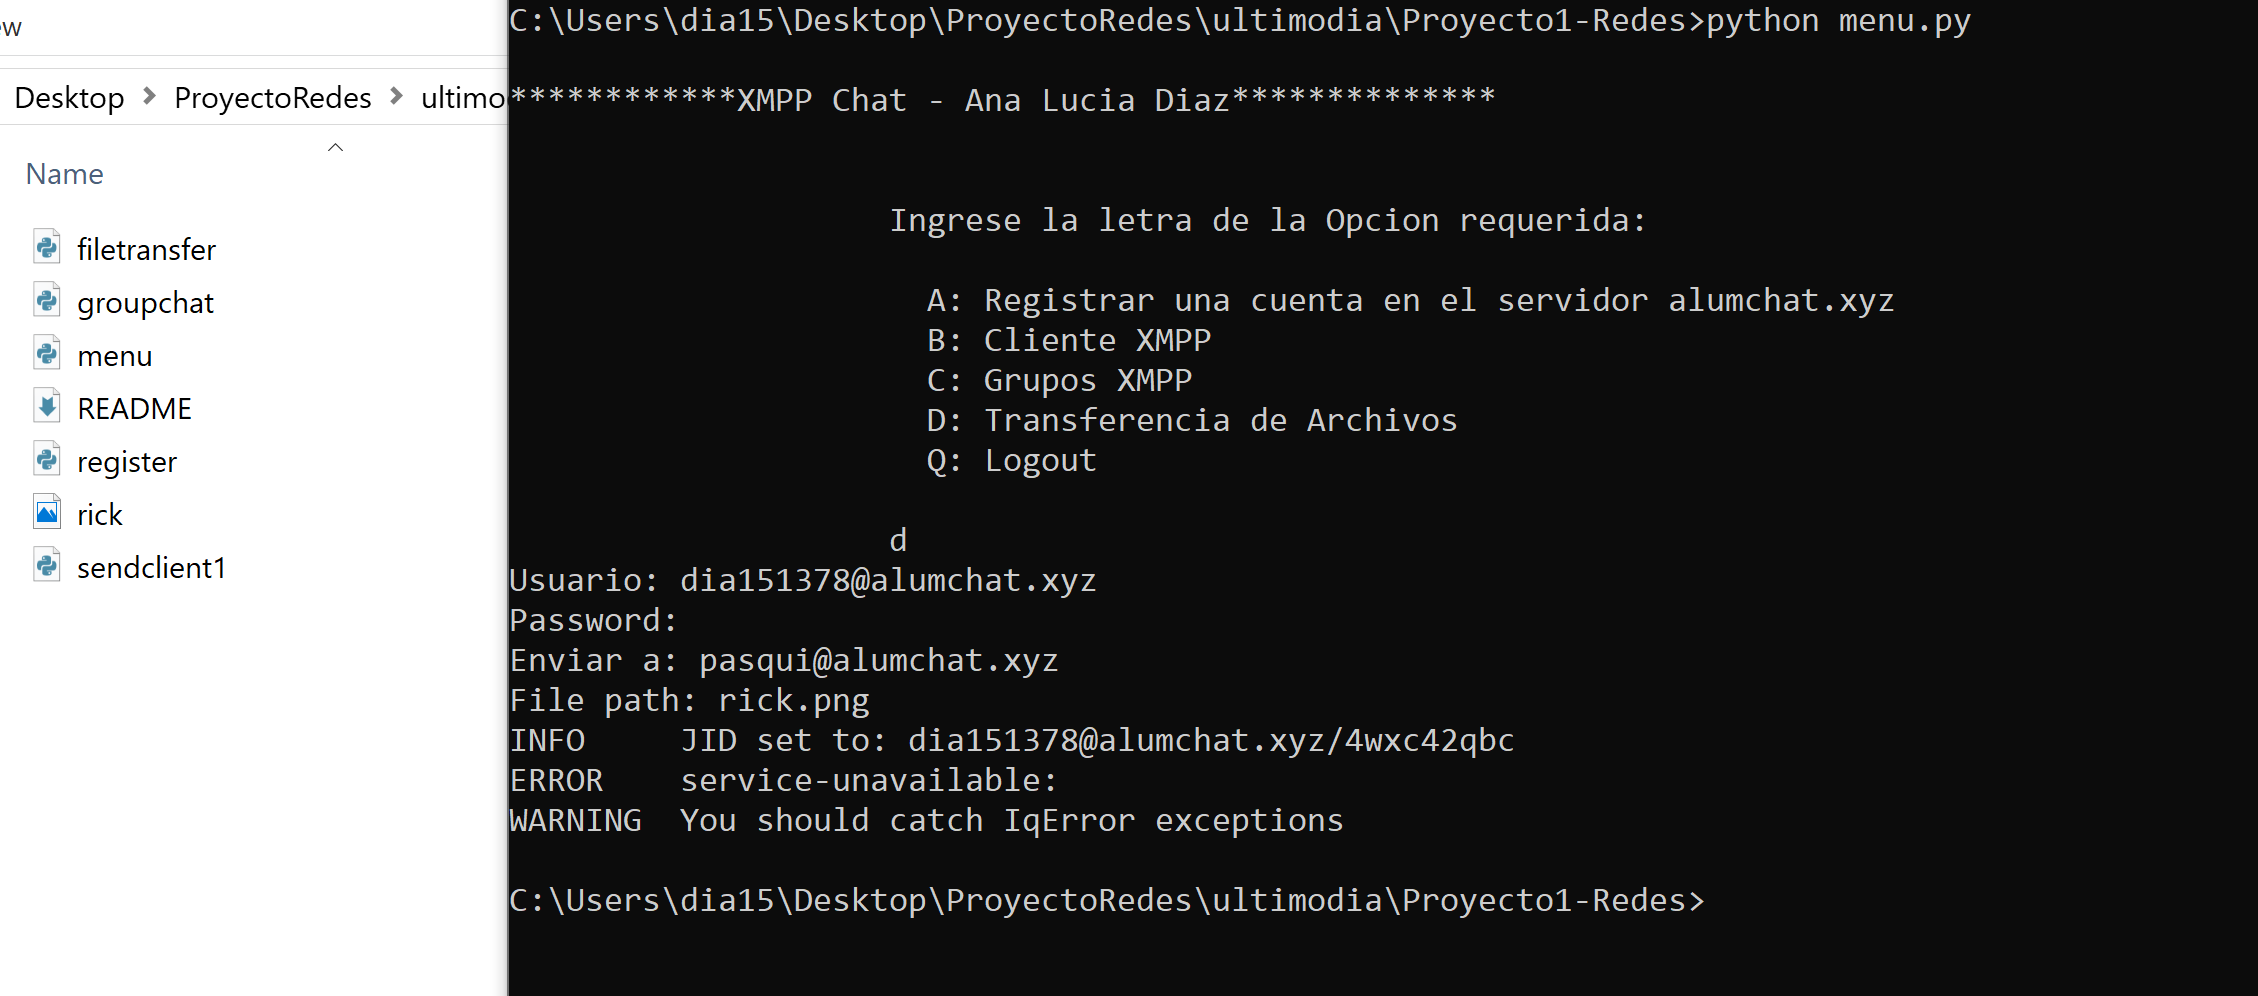 ew
Desktop > ProyectoRedes > ultimo
Name
filetransfer
groupchat
menu
README
register
rick
sendclient1
C:\Users\dia15\Desktop\ProyectoRedes\ultimodia\Proyecto1-Redes>python menu.py
************XMPP Chat - Ana Lucia Diaz**************
Ingrese la letra de la Opcion requerida:
A: Registrar una cuenta en el servidor alumchat.xyz
B: Cliente XMPP
C: Grupos XMPP
D: Transferencia de Archivos
Q: Logout
d
Usuario: dia151378@alumchat.xyz
Password:
Enviar a: pasqui@alumchat.xyz
File path: rick.png
INFO     JID set to: dia151378@alumchat.xyz/4wxc42qbc
ERROR    service-unavailable:
WARNING  You should catch IqError exceptions
C:\Users\dia15\Desktop\ProyectoRedes\ultimodia\Proyecto1-Redes>